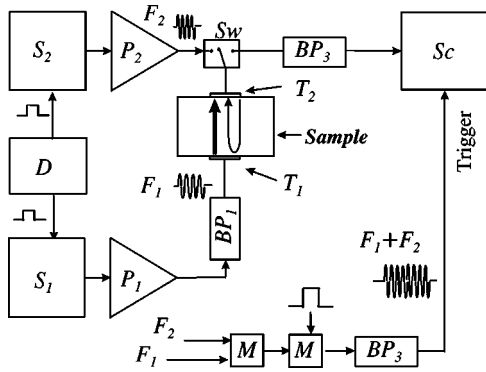 F₂
S₂
P₂
Sw
BP₃
Sc
T₂
Sample
D
F₁
T₁
BP₁
Trigger
S₁
P₁
F₁+F₂
F₂
F₁
M
M
BP₃